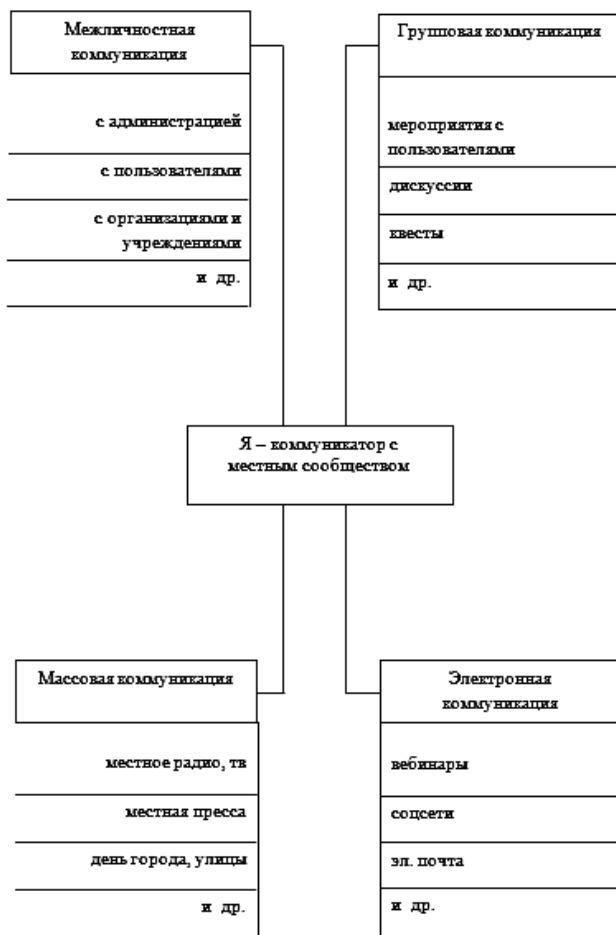 Межличностная
коммуникация
с администрацией
с пользователями
с организациями и
учреждениями
и др.
Групповая коммуникация
мероприятия с
пользователями
дискуссии
квесты
и др.
Я – коммуникатор с
местным сообществом
Массовая коммуникация
местное радио, тв
местная пресса
день города, улицы
и др.
Электронная
коммуникация
вебинары
соцсети
эл. почта
и др.